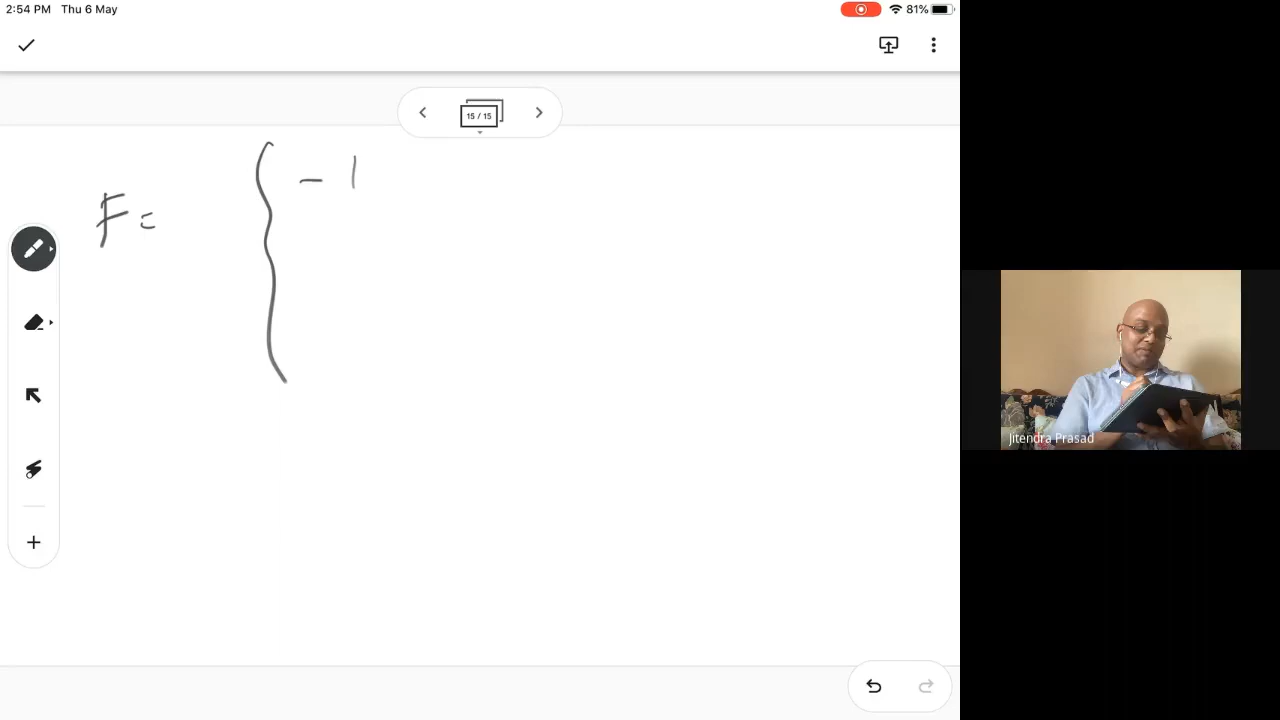 2:54 PM Thu 6 May
81%
15 / 15
F = { - 1
Jitendra Prasad